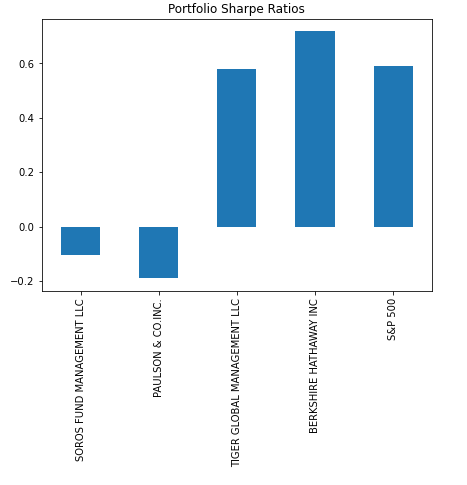 Portfolio Sharpe Ratios
0.6
0.4
0.2
0.0
−0.2
SOROS FUND MANAGEMENT LLC
PAULSON & CO.INC.
TIGER GLOBAL MANAGEMENT LLC
BERKSHIRE HATHAWAY INC
S&P 500